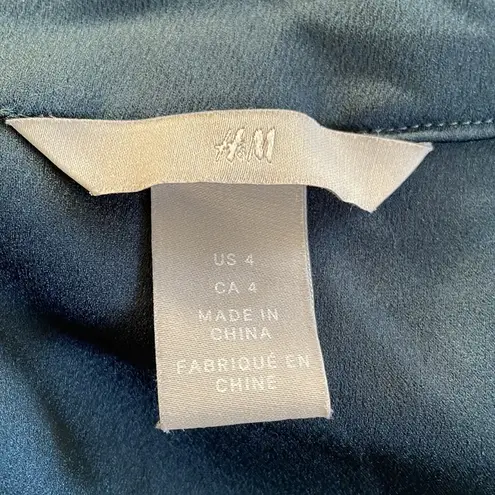 H&M
US 4
CA 4
MADE IN
CHINA
FABRIQUÉ EN
CHINE